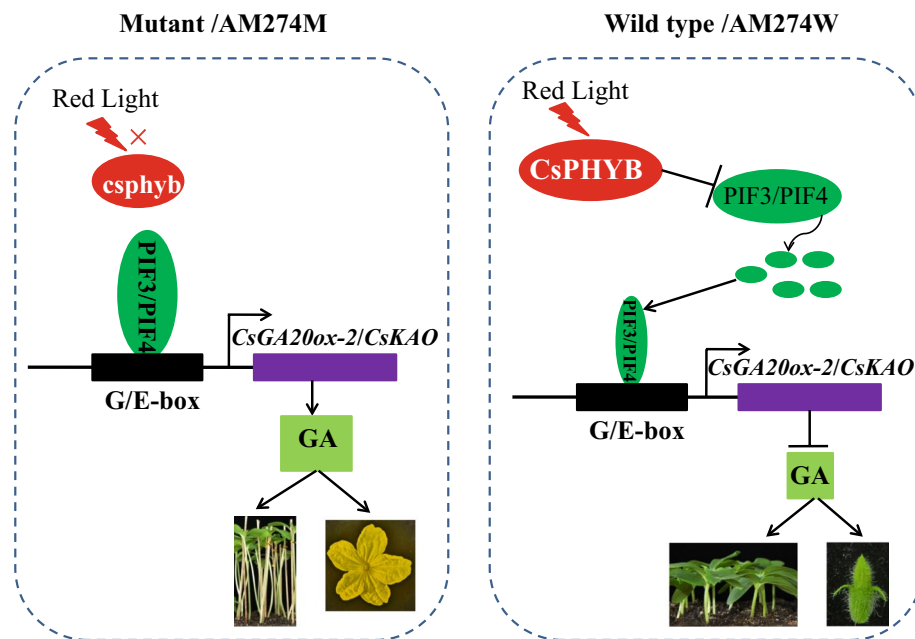 Mutant /AM274M
Red Light
×
csphyb
PIF3/PIF4
CsGA20ox-2/CsKAO
G/E-box
GA
Wild type /AM274W
Red Light
CsPHYB
PIF3/PIF4
PIF3/PIF4
CsGA20ox-2/CsKAO
G/E-box
GA